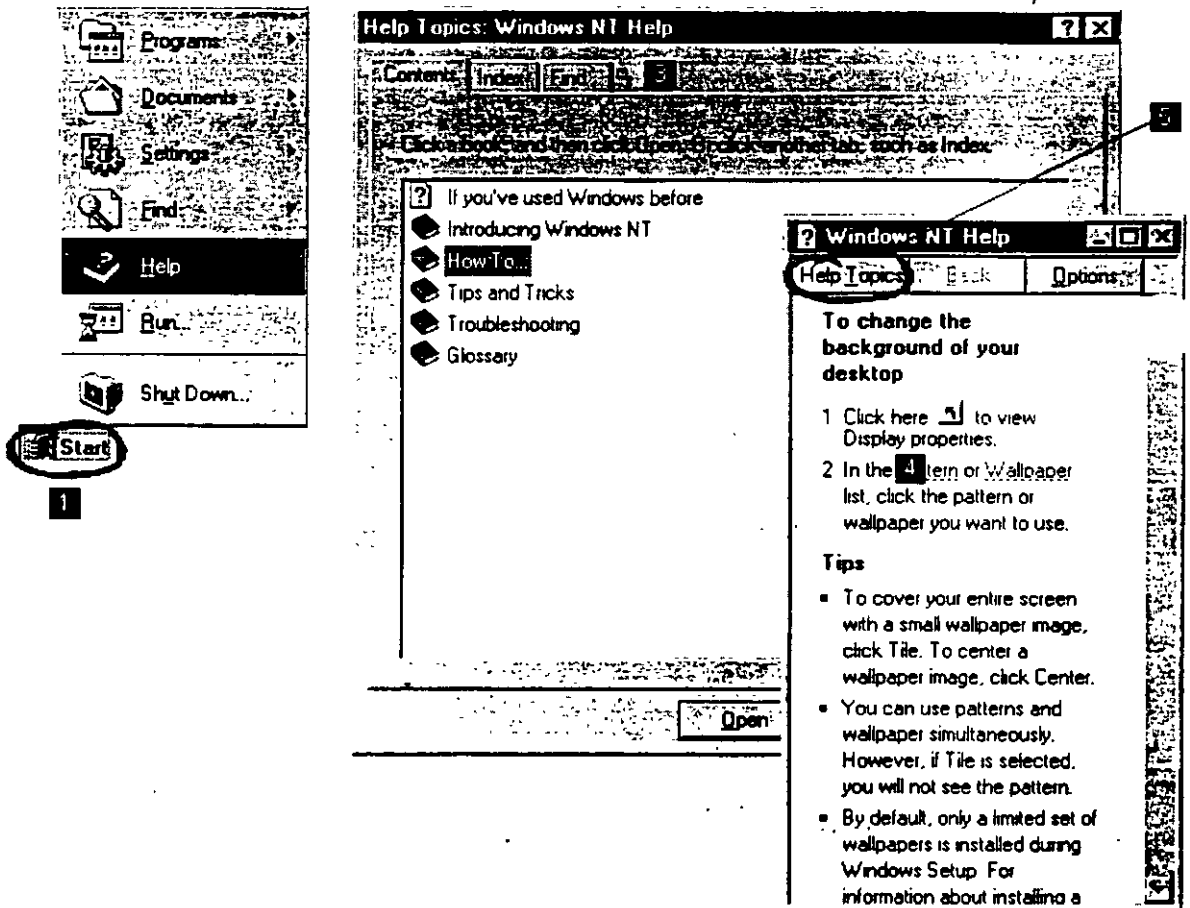 Programs
Documents
Settings
Find
Help
Run...
Shut Down...
Start
1
Help Topics: Windows NT Help
Contents Index Find 3
Click a book, and then click Open. Or click another tab, such as Index.
If you've used Windows before
Introducing Windows NT
How To...
Tips and Tricks
Troubleshooting
Glossary
Open
5
Windows NT Help
Help Topics Back Options
To change the
background of your
desktop
1 Click here to view
Display properties.
2 In the 4 tern or Wallpaper
list, click the pattern or
wallpaper you want to use.
Tips
▪ To cover your entire screen
with a small wallpaper image,
click Tile. To center a
wallpaper image, click Center.
▪ You can use patterns and
wallpaper simultaneously.
However, if Tile is selected,
you will not see the pattern.
▪ By default, only a limited set of
wallpapers is installed during
Windows Setup. For
information about installing a